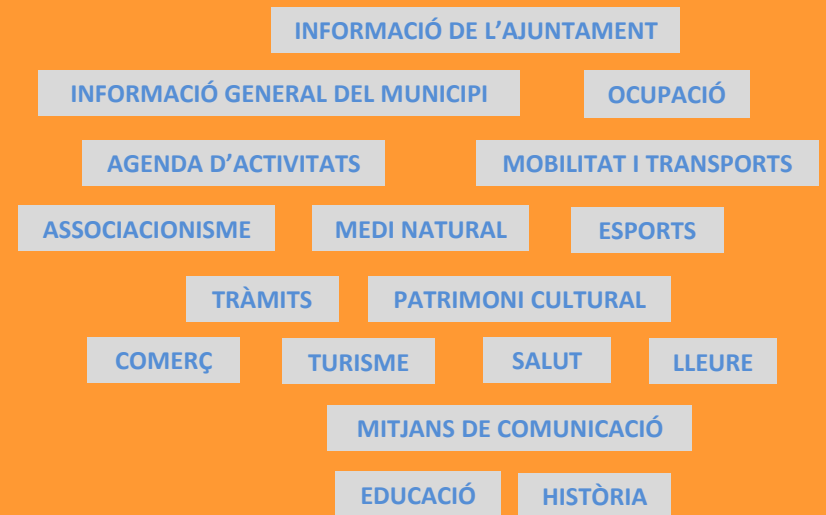 INFORMACIÓ DE L’AJUNTAMENT
INFORMACIÓ GENERAL DEL MUNICIPI
OCUPACIÓ
AGENDA D’ACTIVITATS
MOBILITAT I TRANSPORTS
ASSOCIACIONISME
MEDI NATURAL
ESPORTS
TRÀMITS
PATRIMONI CULTURAL
COMERÇ
TURISME
SALUT
LLEURE
MITJANS DE COMUNICACIÓ
EDUCACIÓ
HISTÒRIA